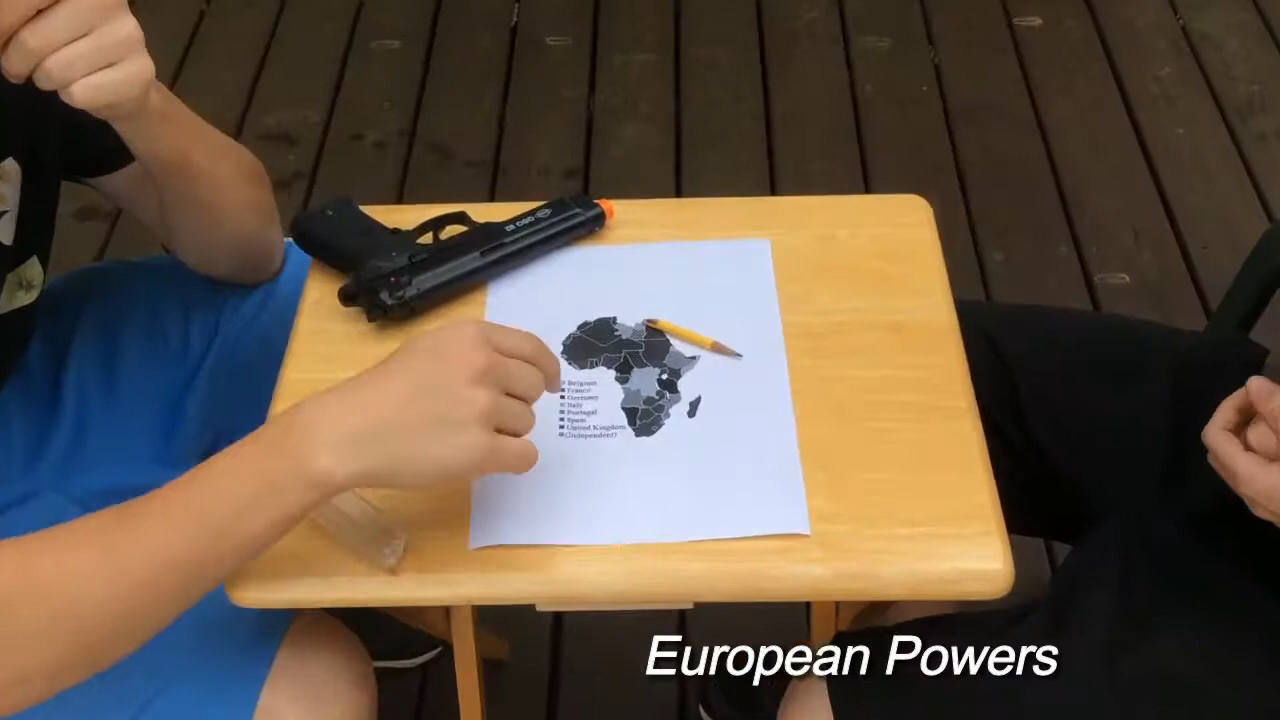 Belgium
France
Germany
Italy
Portugal
Spain
United Kingdom
(Independent)
European Powers